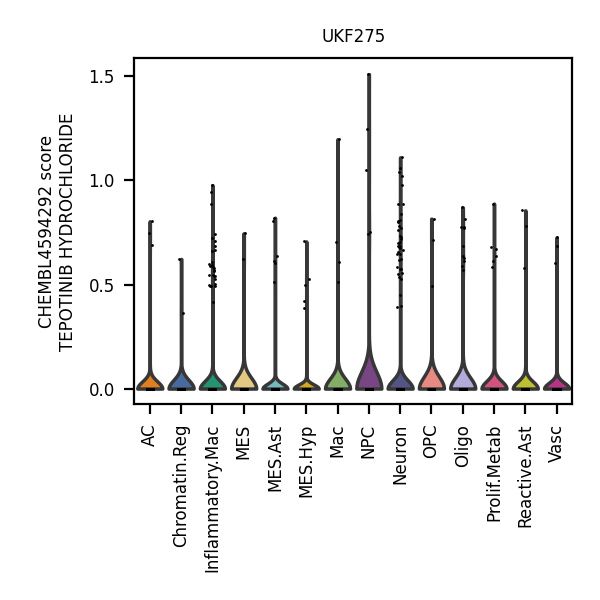 UKF275
CHEMBL4594292 score
TEPOTINIB HYDROCHLORIDE
1.5
1.0
0.5
0.0
AC
Chromatin.Reg
Inflammatory.Mac
MES
MES.Ast
MES.Hyp
Mac
NPC
Neuron
OPC
Oligo
Prolif.Metab
Reactive.Ast
Vasc